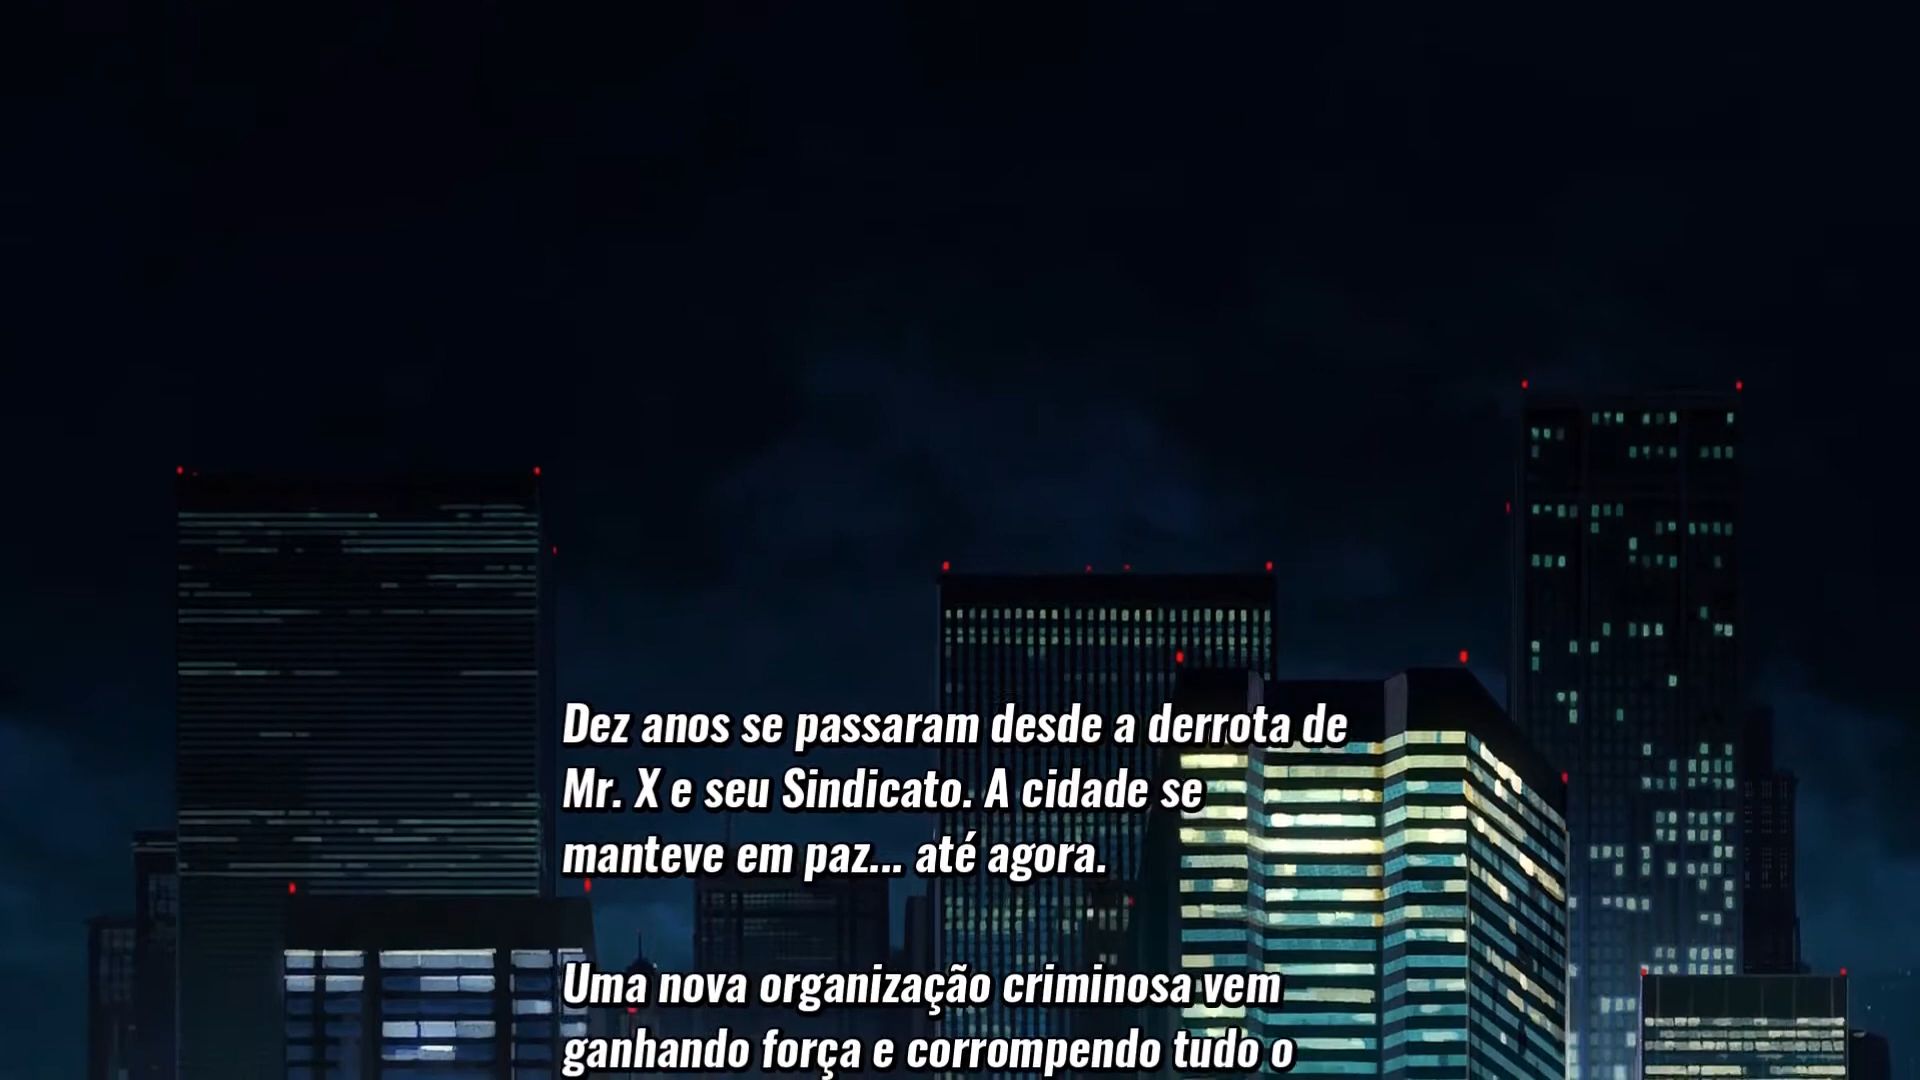 Dez anos se passaram desde a derrota de
Mr. X e seu Sindicato. A cidade se
manteve em paz... até agora.
Uma nova organização criminosa vem
ganhando força e corrompendo tudo o